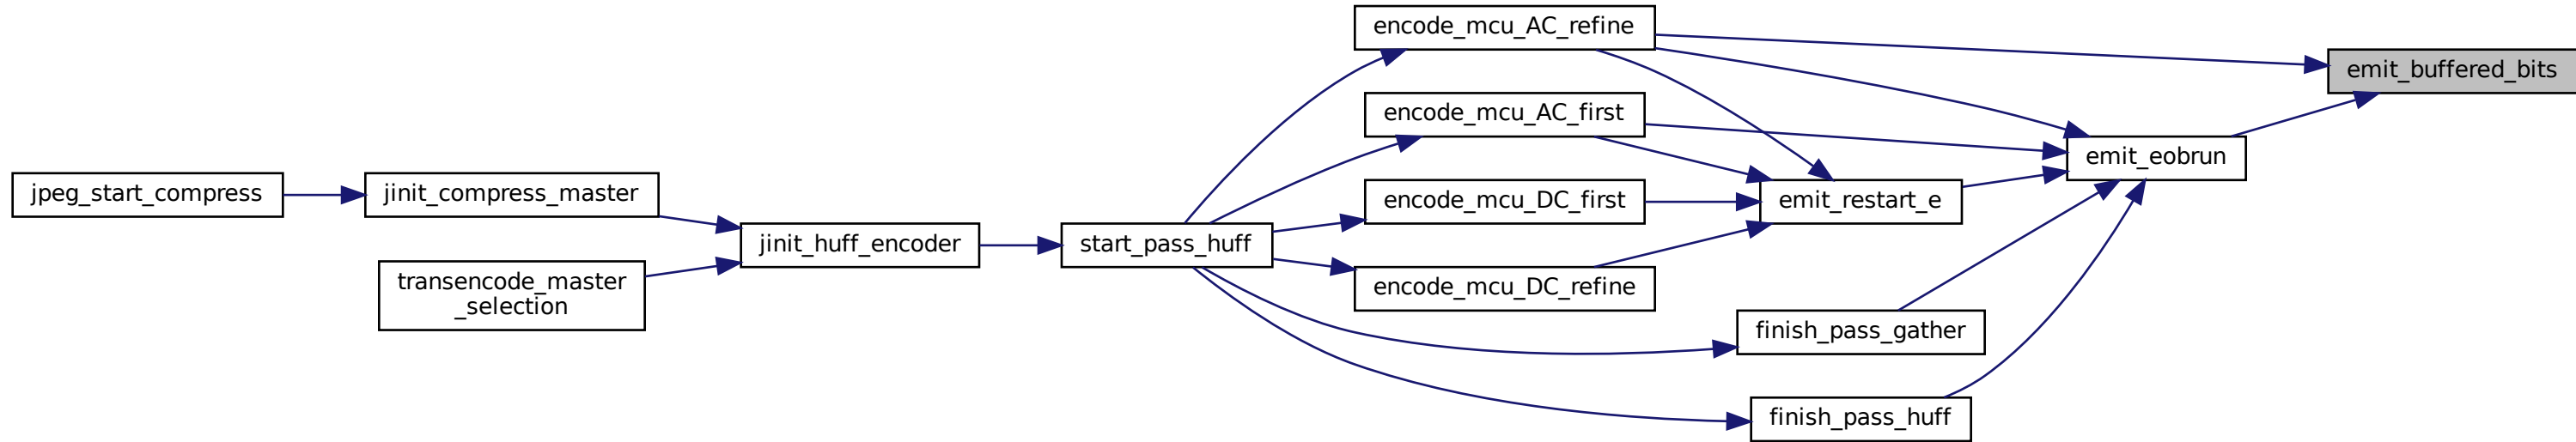 encode_mcu_AC_refine
emit_buffered_bits
encode_mcu_AC_first
emit_eobrun
jpeg_start_compress
jinit_compress_master
encode_mcu_DC_first
emit_restart_e
jinit_huff_encoder
start_pass_huff
transencode_master
_selection
encode_mcu_DC_refine
finish_pass_gather
finish_pass_huff